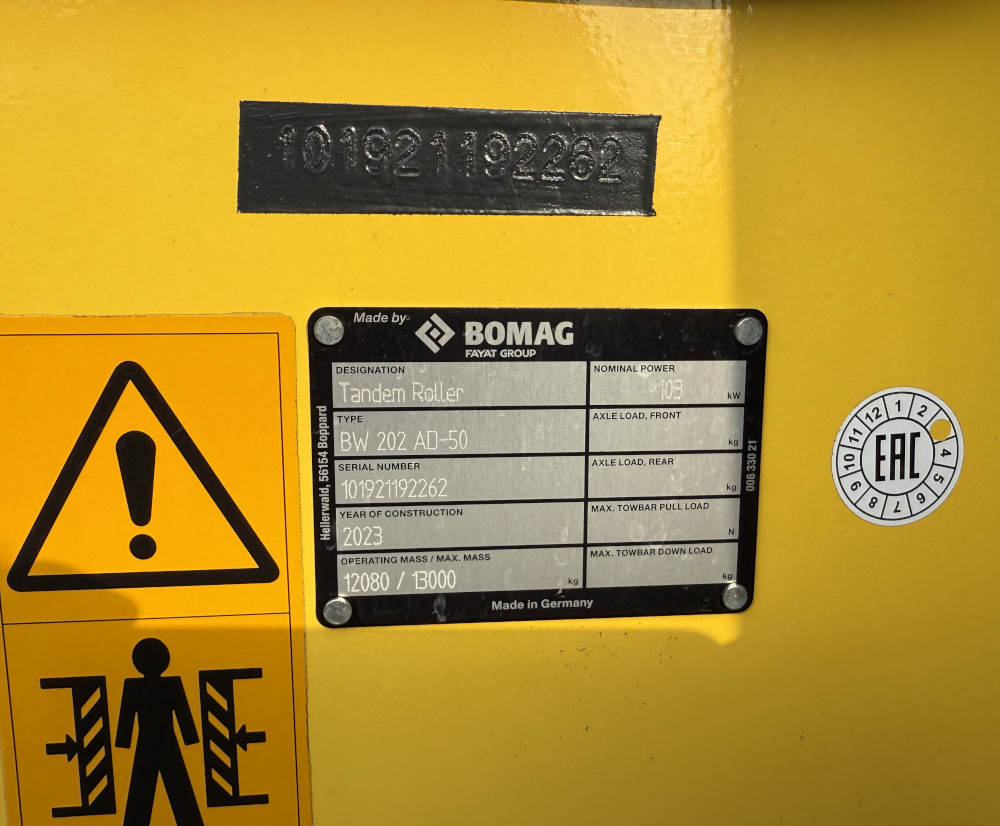 101921192262
Made by BOMAG
FAYAT GROUP
DESIGNATION
Tandem Roller
NOMINAL POWER
103 kW
TYPE
BW 202 AD-50
AXLE LOAD, FRONT
kg
SERIAL NUMBER
101921192262
AXLE LOAD, REAR
kg
YEAR OF CONSTRUCTION
2023
MAX. TOWBAR PULL LOAD
N
OPERATING MASS / MAX. MASS
12080 / 13000 kg
MAX. TOWBAR DOWN LOAD
kg
Made in Germany
Hellerwald, 56154 Boppard
008 330 21
EAC
1 2 4 5 6 7 8 9 10 11 12